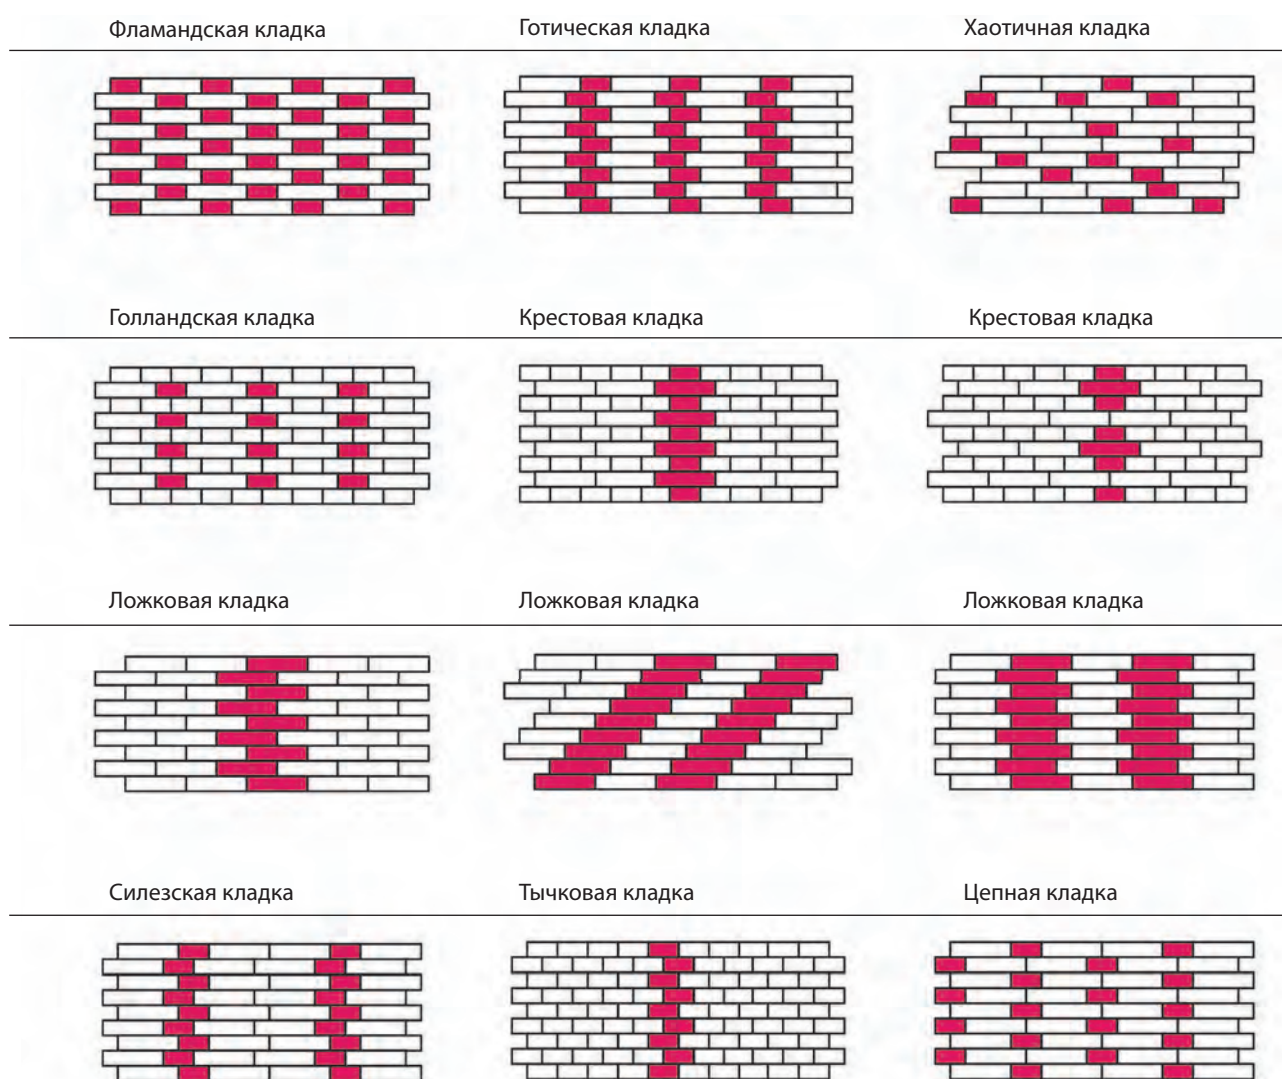 Фламандская кладка
Готическая кладка
Хаотичная кладка
Голландская кладка
Крестовая кладка
Крестовая кладка
Ложковая кладка
Ложковая кладка
Ложковая кладка
Силезская кладка
Тычковая кладка
Цепная кладка